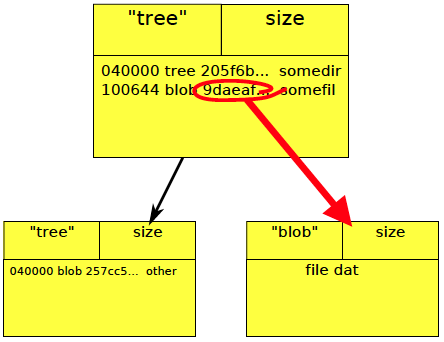 "tree" size
040000 tree 205f6b... somedir
100644 blob 9daeaf... somefil
"tree" size
040000 blob 257cc5... other
"blob" size
file dat